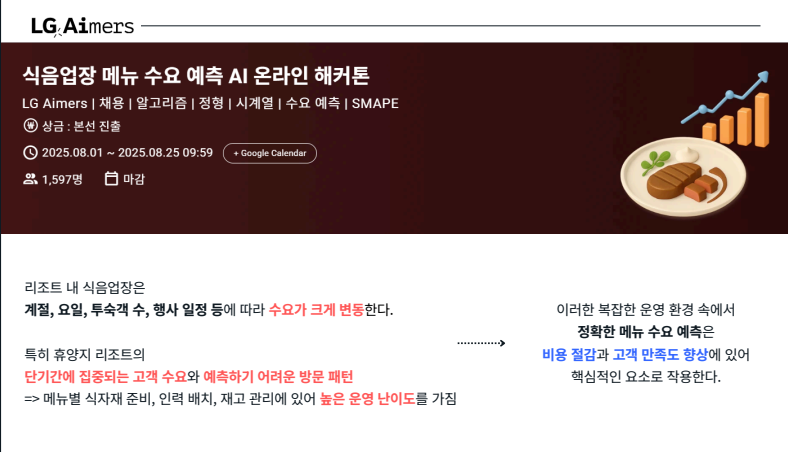 LG Aimers
식음업장 메뉴 수요 예측 AI 온라인 해커톤
LG Aimers | 채용 | 알고리즘 | 정형 | 시계열 | 수요 예측 | SMAPE
₩ 상금 : 본선 진출
2025.08.01 ~ 2025.08.25 09:59 + Google Calendar
1,597명 마감
리조트 내 식음업장은
계절, 요일, 투숙객 수, 행사 일정 등에 따라 수요가 크게 변동한다.
특히 휴양지 리조트의
단기간에 집중되는 고객 수요와 예측하기 어려운 방문 패턴
=> 메뉴별 식자재 준비, 인력 배치, 재고 관리에 있어 높은 운영 난이도를 가짐
이러한 복잡한 운영 환경 속에서
정확한 메뉴 수요 예측은
비용 절감과 고객 만족도 향상에 있어
핵심적인 요소로 작용한다.